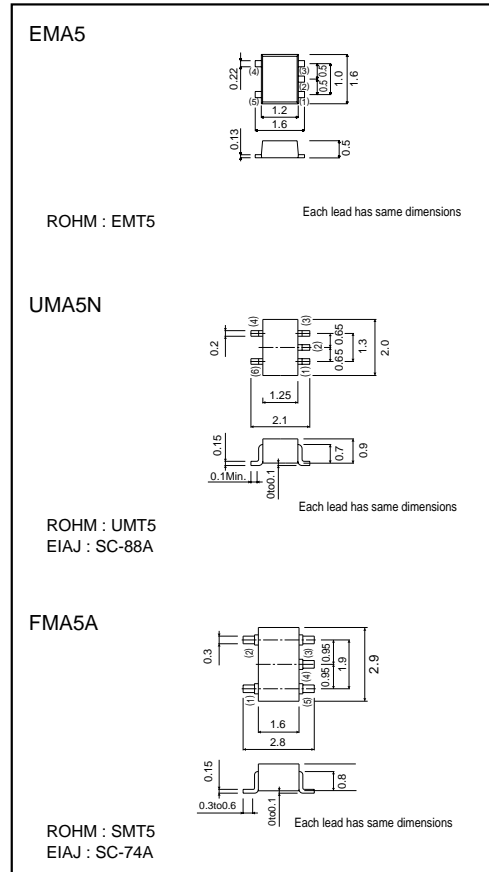 EMA5
0.22
(4)
(3)
(2)
(5)
(1)
0.5 0.5
1.0
1.6
1.2
1.6
0.13
0.5
ROHM : EMT5
Each lead has same dimensions
UMA5N
(4)
(3)
0.2
(2)
(6)
(1)
0.65 0.65
1.3
2.0
1.25
2.1
0.15
0.1Min.
0to0.1
0.7
0.9
Each lead has same dimensions
ROHM : UMT5
EIAJ : SC-88A
FMA5A
0.3
(2)
(3)
(4)
(1)
(5)
0.95 0.95
1.9
2.9
1.6
2.8
0.15
0.3to0.6
0to0.1
0.8
Each lead has same dimensions
ROHM : SMT5
EIAJ : SC-74A